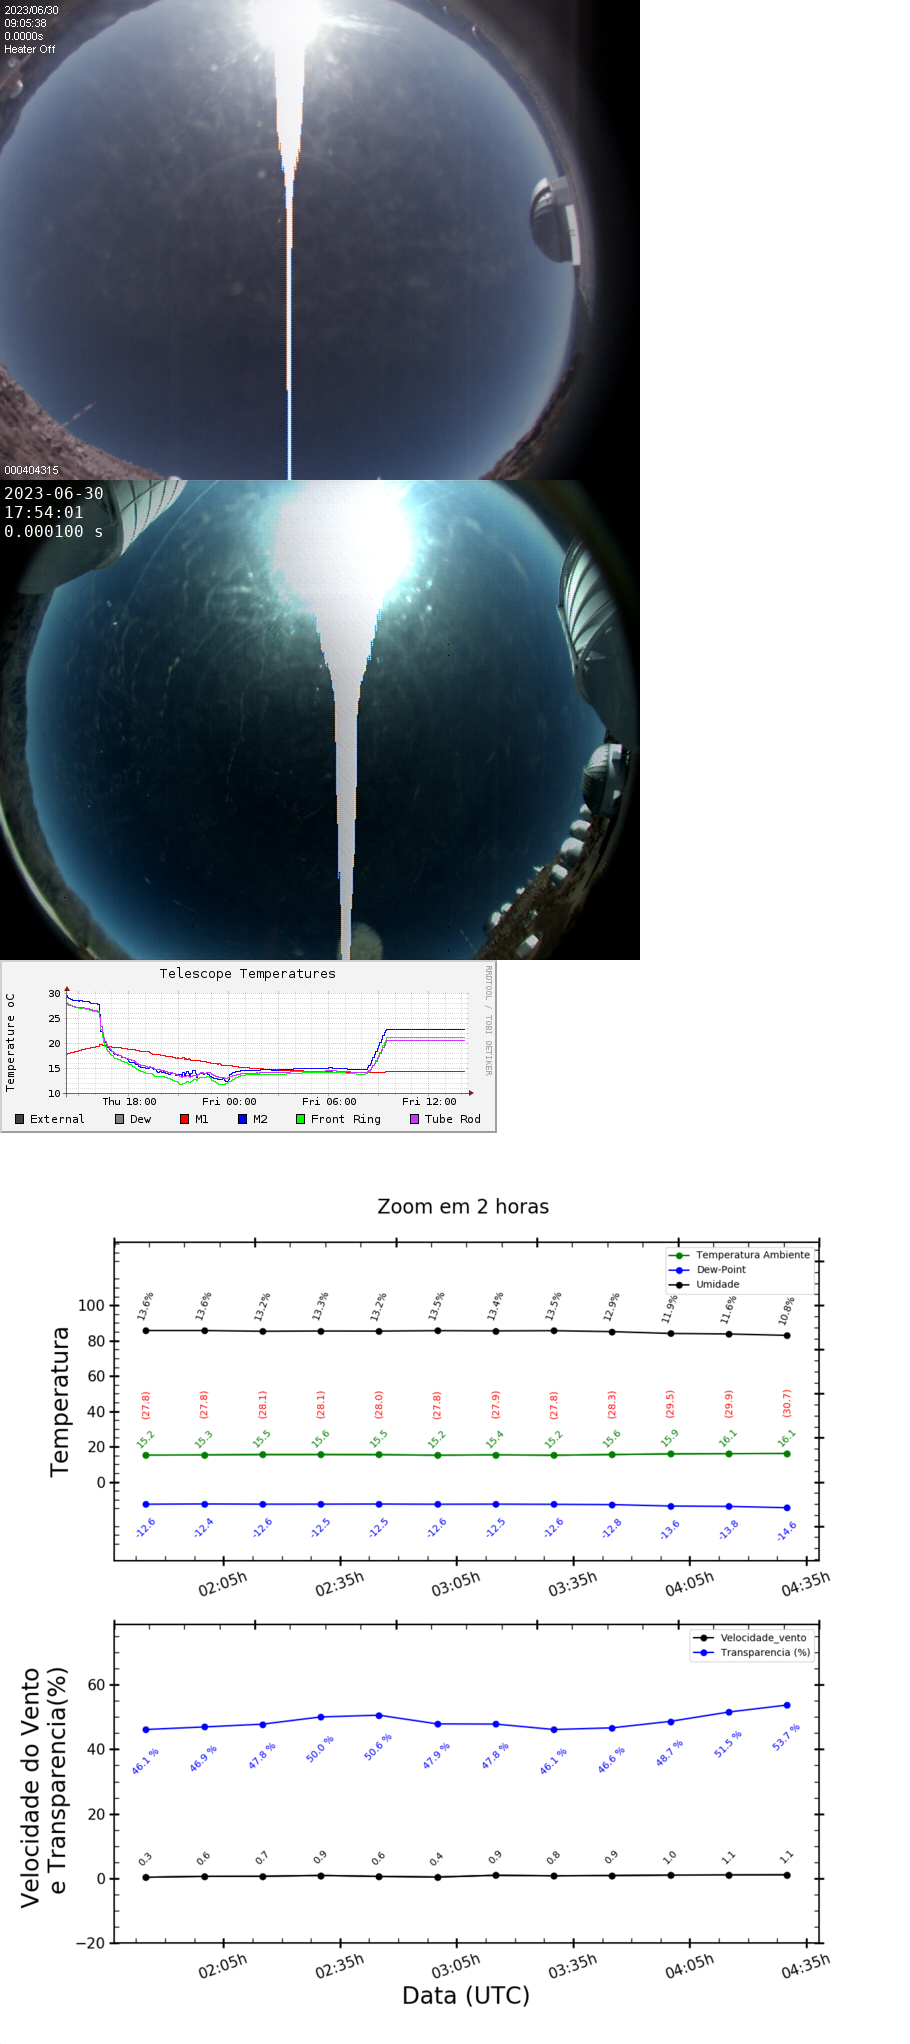 2023/06/30
09:05:38
0.0000s
Heater Off
000404315
2023-06-30
17:54:01
0.000100 s
Telescope Temperatures
RRDTOOL / TOBI OETIKER
Temperature oC
30
25
20
15
10
Thu 18:00 Fri 00:00 Fri 06:00 Fri 12:00
External Dew M1 M2 Front Ring Tube Rod
Zoom em 2 horas
Temperatura Ambiente
Dew-Point
Umidade
Temperatura
100
80
60
40
20
0
13.6% 13.6% 13.2% 13.3% 13.2% 13.5% 13.4% 13.5% 12.9% 11.9% 11.6% 10.8%
(27.8) (27.8) (28.1) (28.1) (28.0) (27.8) (27.9) (27.8) (28.3) (29.5) (29.9) (30.7)
15.2 15.3 15.5 15.6 15.5 15.2 15.4 15.2 15.6 15.9 16.1 16.1
-12.6 -12.4 -12.6 -12.5 -12.5 -12.6 -12.5 -12.6 -12.8 -13.6 -13.8 -14.6
02:05h 02:35h 03:05h 03:35h 04:05h 04:35h
Velocidade_vento
Transparencia (%)
Velocidade do Vento
e Transparencia(%)
60
40
20
0
−20
46.1 % 46.9 % 47.8 % 50.0 % 50.6 % 47.9 % 47.8 % 46.1 % 46.6 % 48.7 % 51.5 % 53.7 %
0.3 0.6 0.7 0.9 0.6 0.4 0.9 0.8 0.9 1.0 1.1 1.1
02:05h 02:35h 03:05h 03:35h 04:05h 04:35h
Data (UTC)